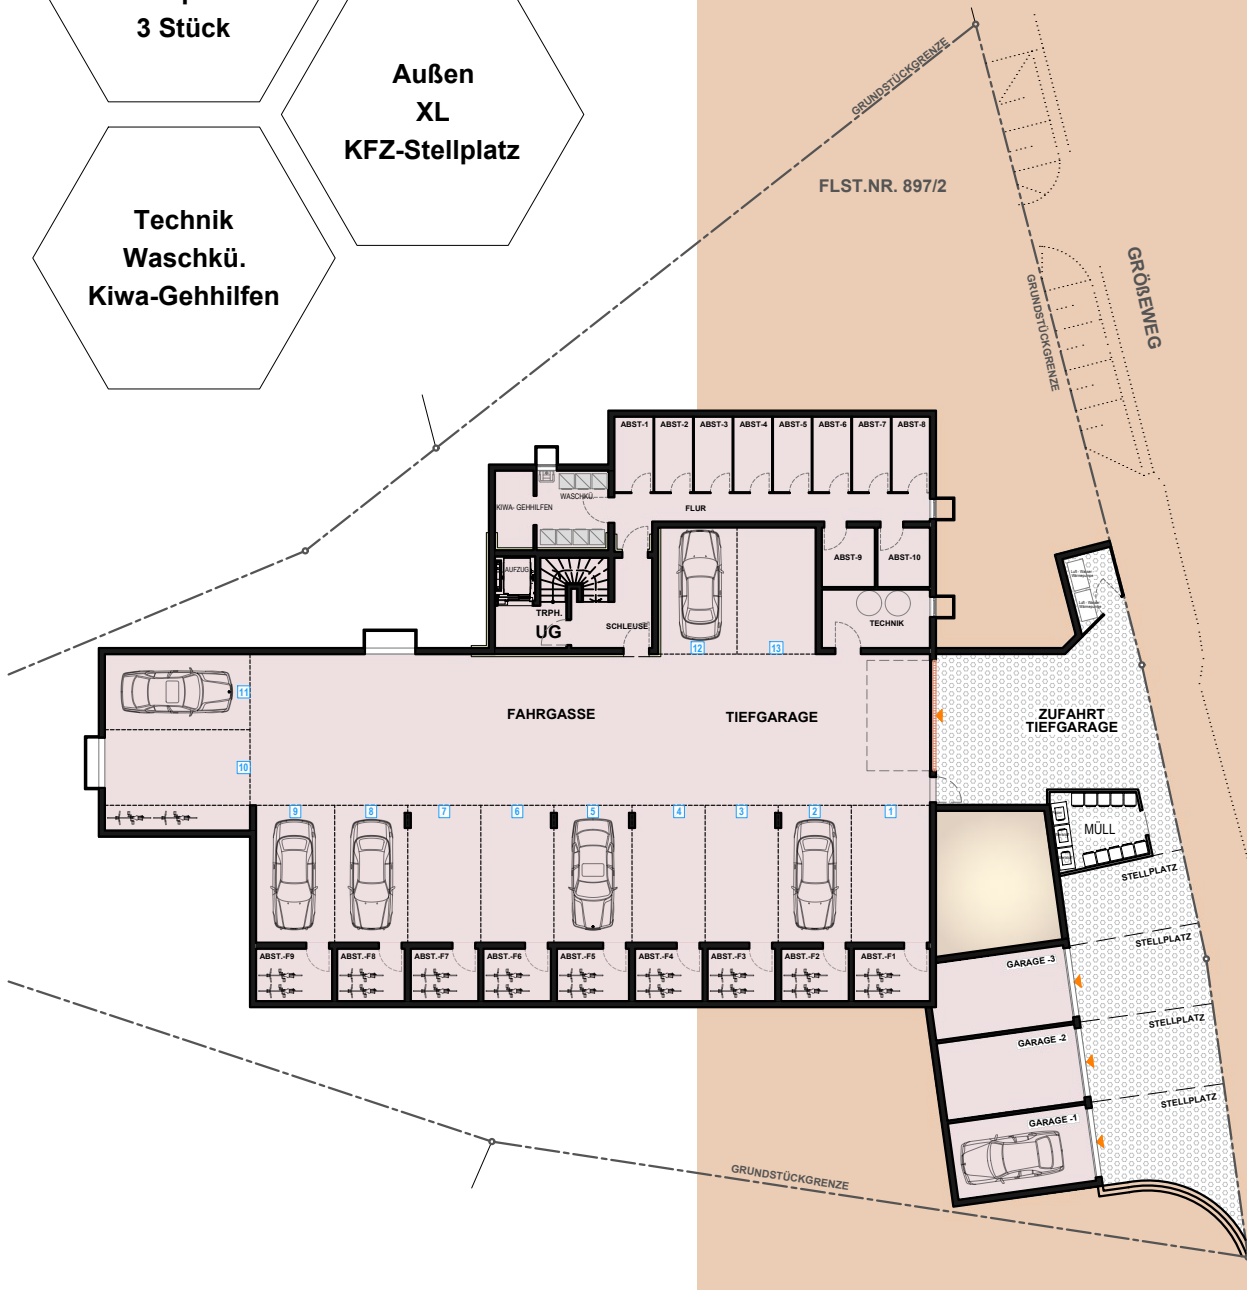 3 Stück
Außen
XL
KFZ-Stellplatz
Technik
Waschkü.
Kiwa-Gehhilfen
GRUNDSTÜCKGRENZE
FLST.NR. 897/2
GRUNDSTÜCKGRENZE
GRÖßEWEG
ABST-1
ABST-2
ABST-3
ABST-4
ABST-5
ABST-6
ABST-7
ABST-8
KIWA- GEHHILFEN
WASCHKÜ.
FLUR
ABST-9
ABST-10
AUFZUG
TRPH.
UG
SCHLEUSE
TECHNIK
12
13
11
10
FAHRGASSE
TIEFGARAGE
ZUFAHRT
TIEFGARAGE
9
8
7
6
5
4
3
2
1
MÜLL
STELLPLATZ
STELLPLATZ
STELLPLATZ
STELLPLATZ
ABST.-F9
ABST.-F8
ABST.-F7
ABST.-F6
ABST.-F5
ABST.-F4
ABST.-F3
ABST.-F2
ABST.-F1
GARAGE -3
GARAGE -2
GARAGE -1
GRUNDSTÜCKGRENZE